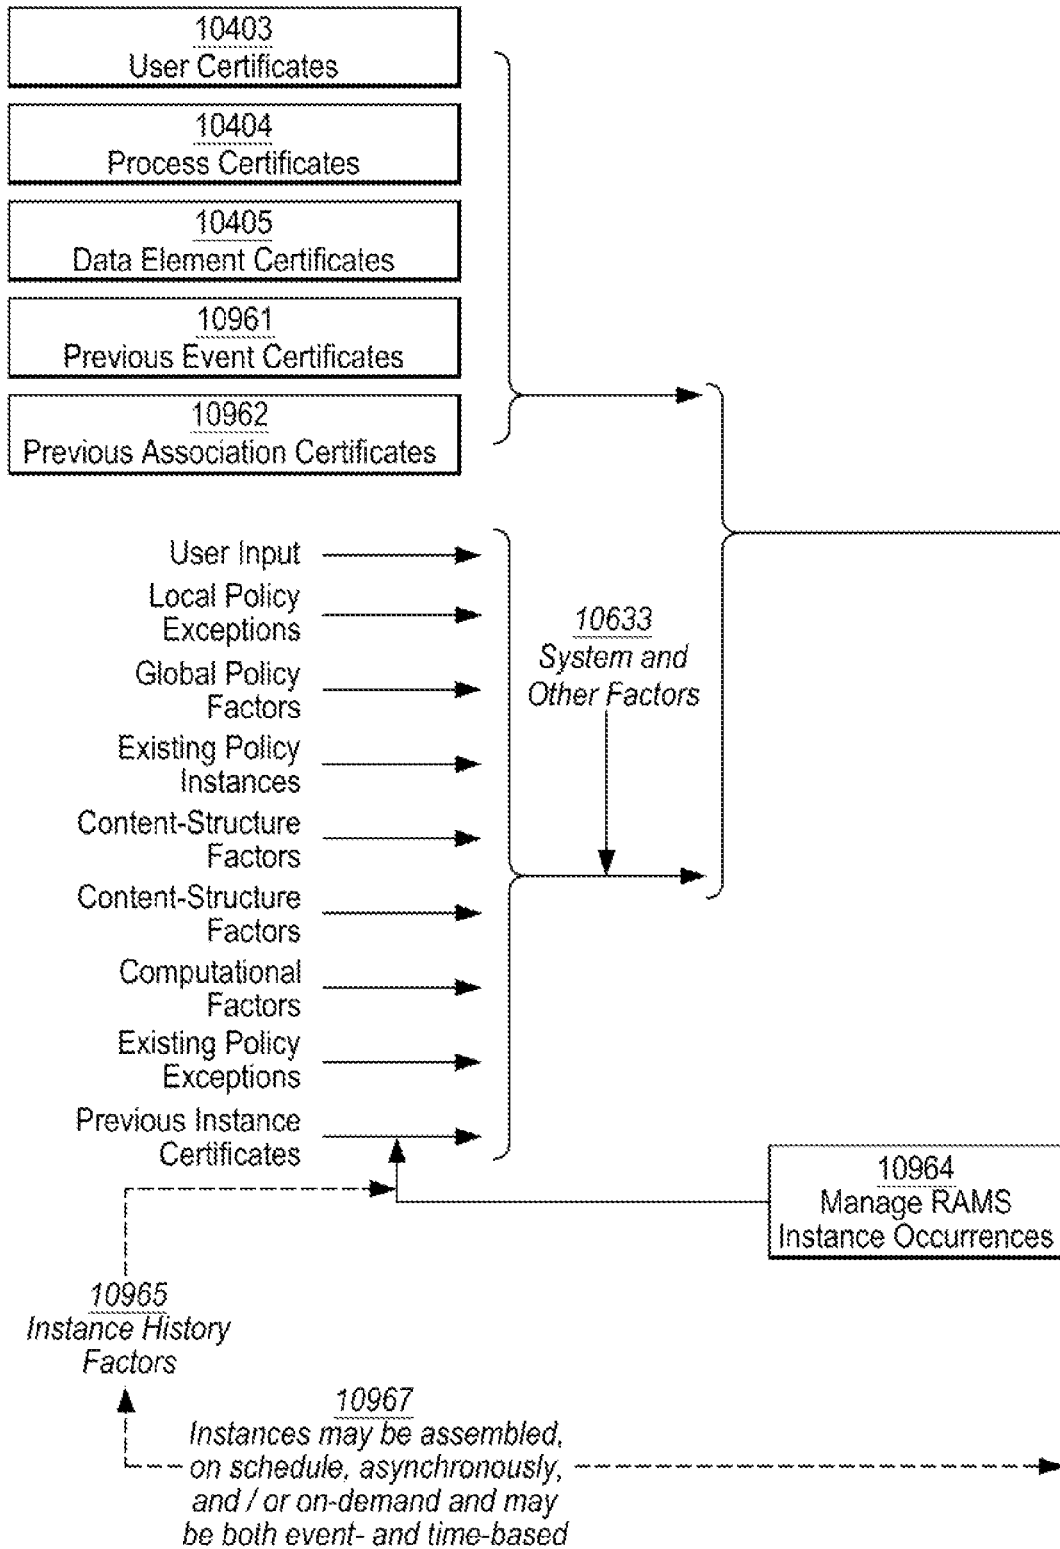 10403
User Certificates
10404
Process Certificates
10405
Data Element Certificates
10961
Previous Event Certificates
10962
Previous Association Certificates
User Input
Local Policy
Exceptions
Global Policy
Factors
Existing Policy
Instances
Content-Structure
Factors
Content-Structure
Factors
Computational
Factors
Existing Policy
Exceptions
Previous Instance
Certificates
10633
System and
Other Factors
10964
Manage RAMS
Instance Occurrences
10965
Instance History
Factors
10967
Instances may be assembled,
on schedule, asynchronously,
and / or on-demand and may
be both event- and time-based